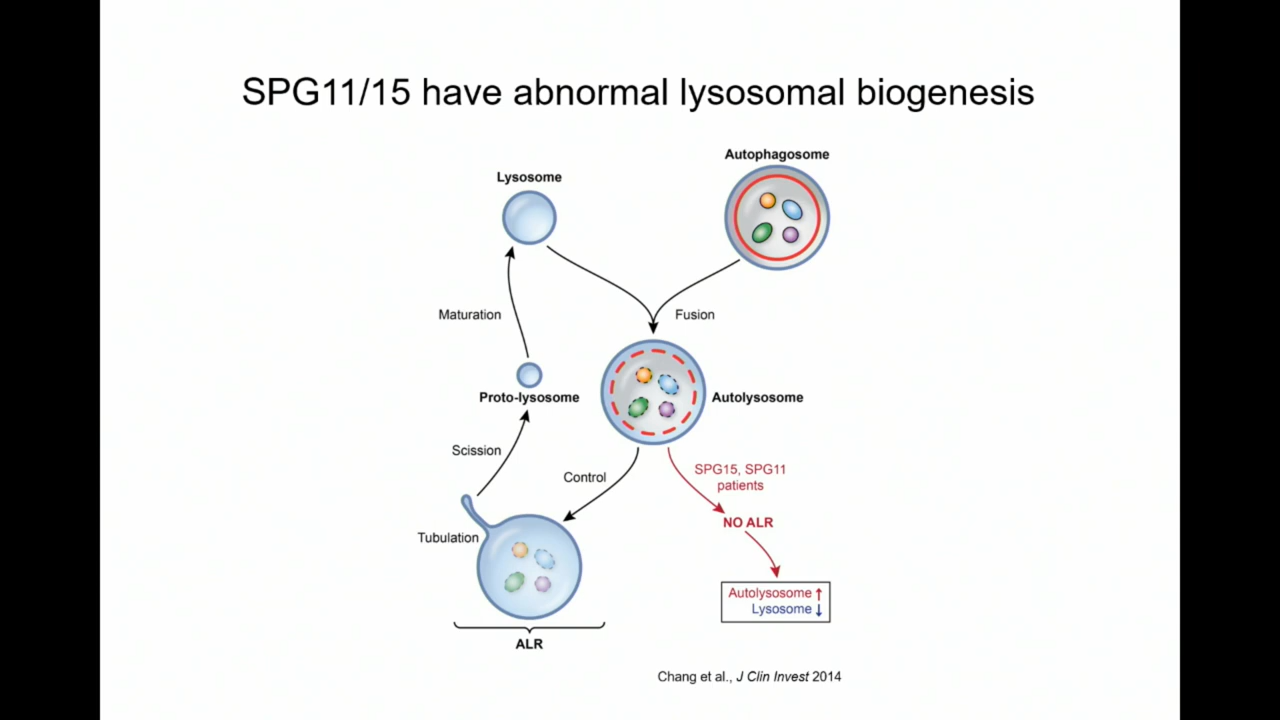 SPG11/15 have abnormal lysosomal biogenesis
Autophagosome
Lysosome
Maturation
Fusion
Proto-lysosome
Autolysosome
Scission
Control
SPG15, SPG11
patients
NO ALR
Tubulation
Autolysosome ↑
Lysosome ↓
ALR
Chang et al., J Clin Invest 2014